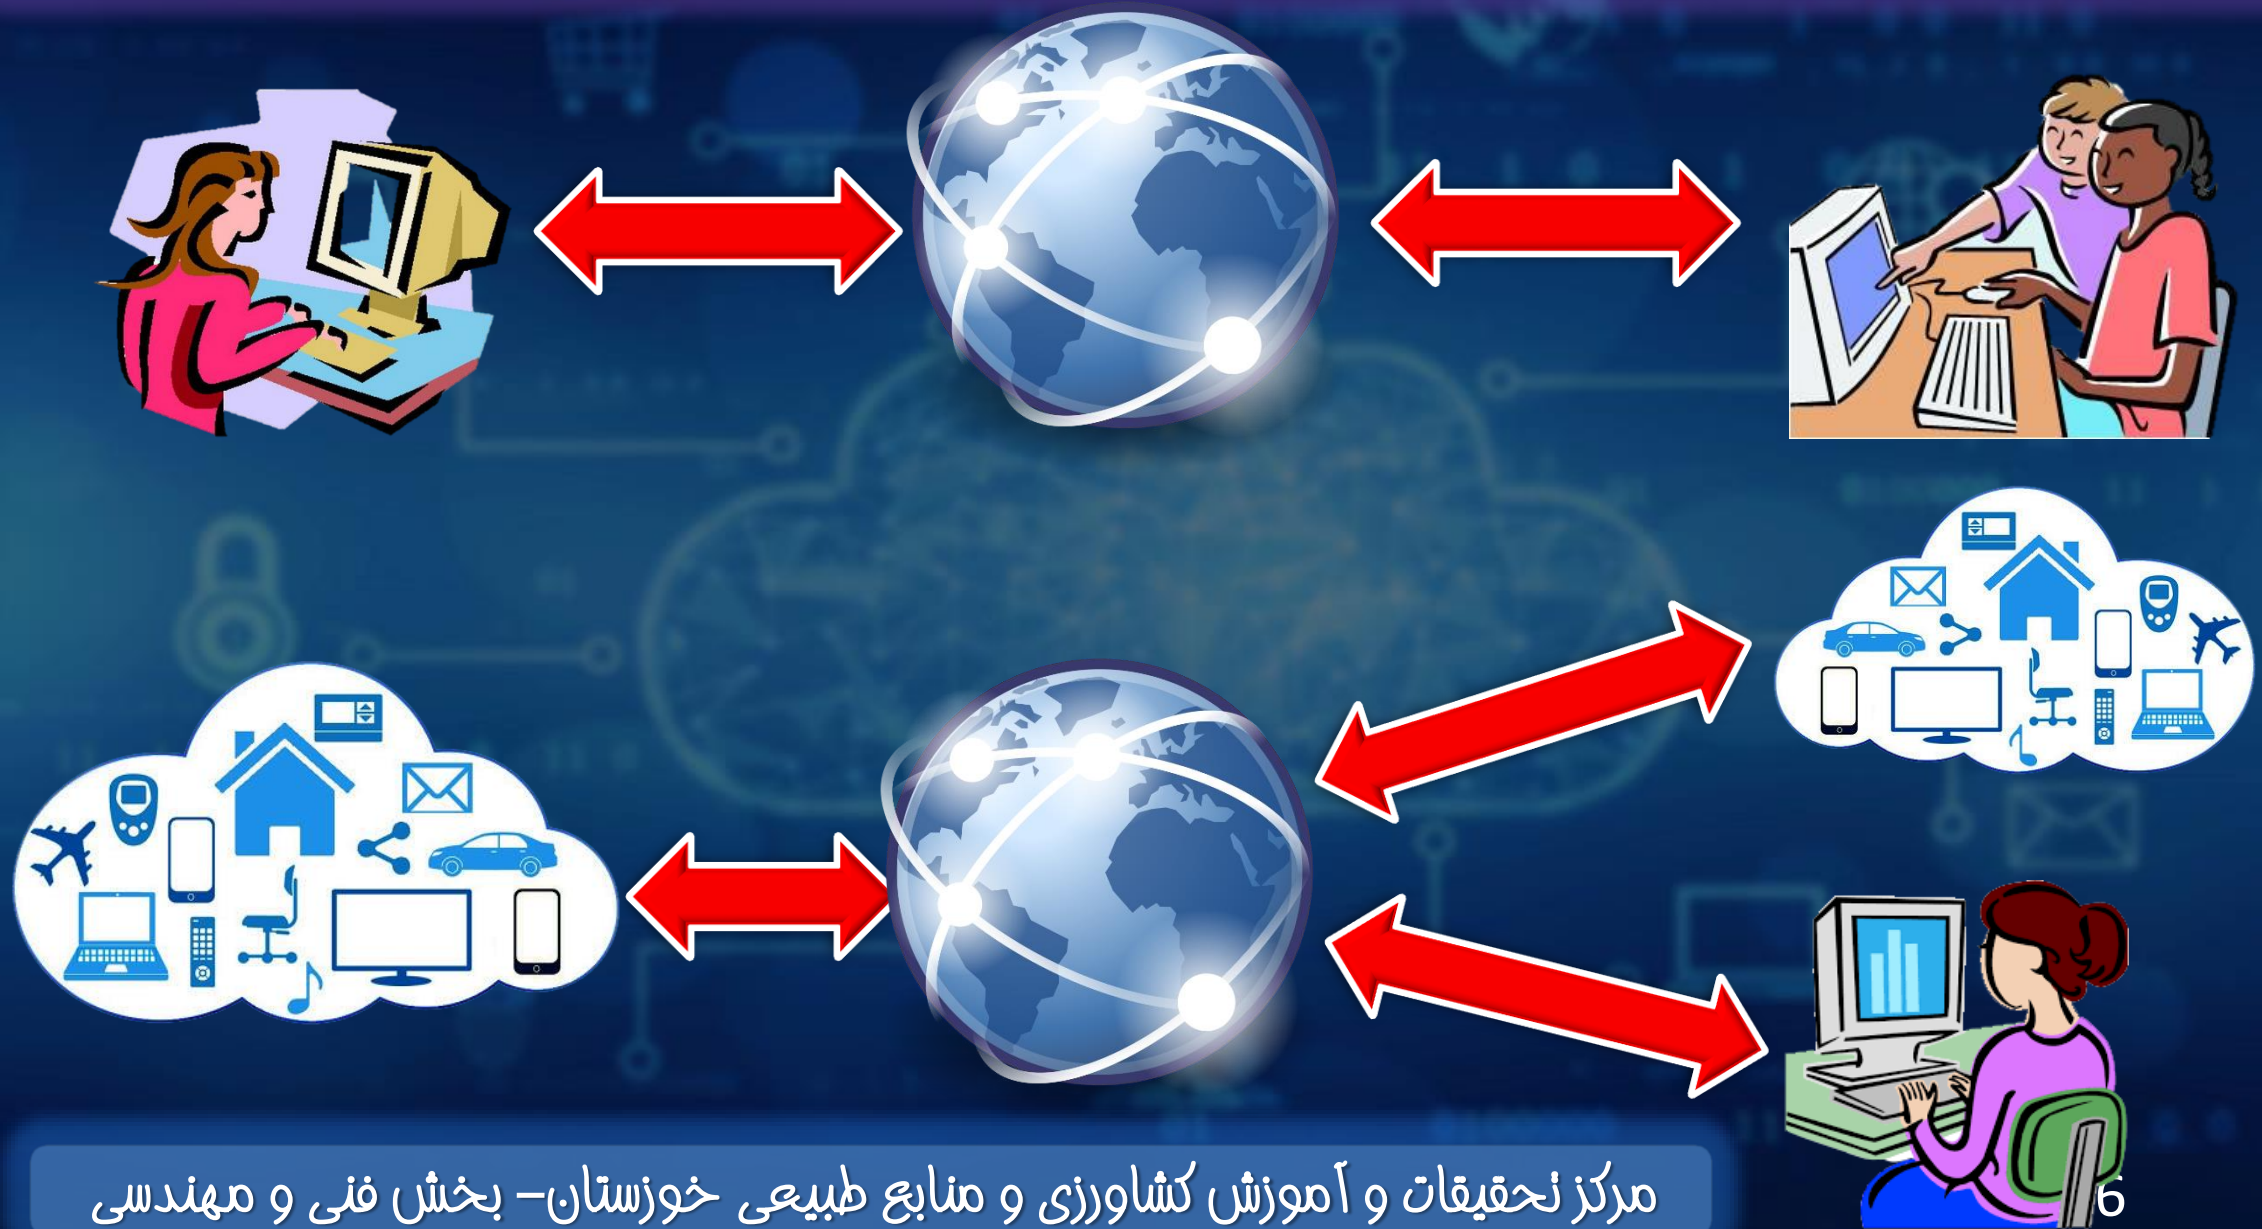 مرکز تحقیقات و آموزش کشاورزی و منابع طبیعی خوزستان- بخش فنی و مهندسی
6